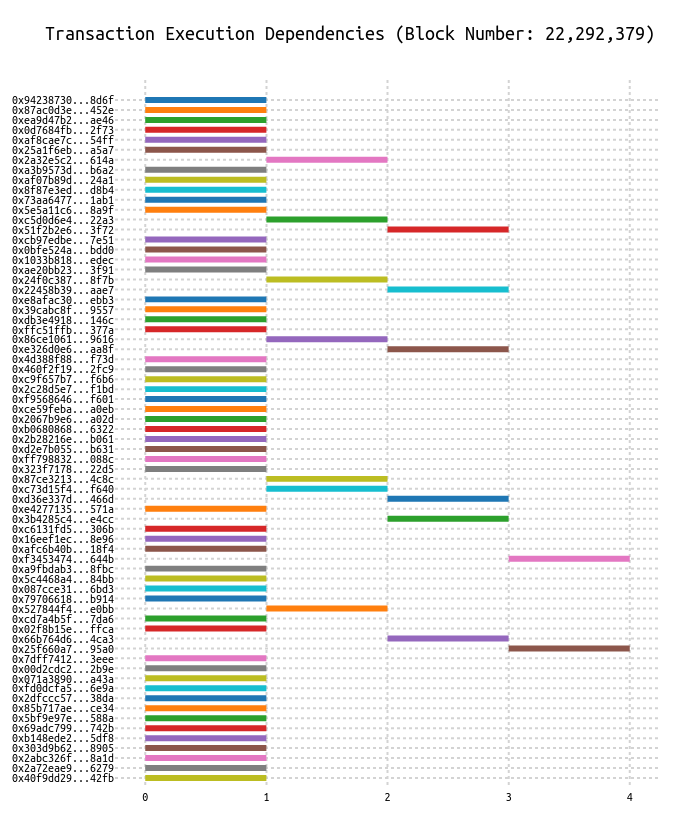 Transaction Execution Dependencies (Block Number: 22,292,379)
0x94238730...8d6f
0x87ac0d3e...452e
0xea9d47b2...ae46
0x0d7684fb...2f73
0xaf8cae7c...54ff
0x25a1f6eb...a5a7
0x2a32e5c2...614a
0xa3b9573d...b6a2
0xaf07b89d...24a1
0x8f87e3ed...d8b4
0x73aa6477...1ab1
0x5e5a11c6...8a9f
0xc5d0d6e4...22a3
0x51f2b2e6...3f72
0xcb97edbe...7e51
0x0bfe524a...bdd0
0x1033b818...edec
0xae20bb23...3f91
0x24f0c387...8f7b
0x22458b39...aae7
0xe8afac30...ebb3
0x39cabc8f...9557
0xdb3e4918...146c
0xffc51ffb...377a
0x86ce1061...9616
0xe326d0e6...aa8f
0x4d388f88...f73d
0x460f2f19...2fc9
0xc9f657b7...f6b6
0x2c28d5e7...f1bd
0xf9568646...f601
0xce59feba...a0eb
0x2067b9e6...a02d
0xb0680868...6322
0x2b28216e...b061
0xd2e7b055...b631
0xff798832...088c
0x323f7178...22d5
0x87ce3213...4c8c
0xc73d15f4...f640
0xd36e337d...466d
0xe4277135...571a
0x3b4285c4...e4cc
0xc6131fd5...306b
0x16eef1ec...8e96
0xafc6b40b...18f4
0xf3453474...644b
0xa9fbdab3...8fbc
0x5c4468a4...84bb
0x087cce31...6bd3
0x79706618...b914
0x527844f4...e0bb
0xcd7a4b5f...7da6
0x02f8b15e...ffca
0x66b764d6...4ca3
0x25f660a7...95a0
0x7dff7412...3eee
0x00d2cdc2...2b9e
0x071a3890...a43a
0xfd0dcfa5...6e9a
0x2dfccc57...38da
0x85b717ae...ce34
0x5bf9e97e...588a
0x69adc799...742b
0xb148ede2...5df8
0x303d9b62...8905
0x2abc326f...8a1d
0x2a72eae9...6279
0x40f9dd29...42fb
0 1 2 3 4